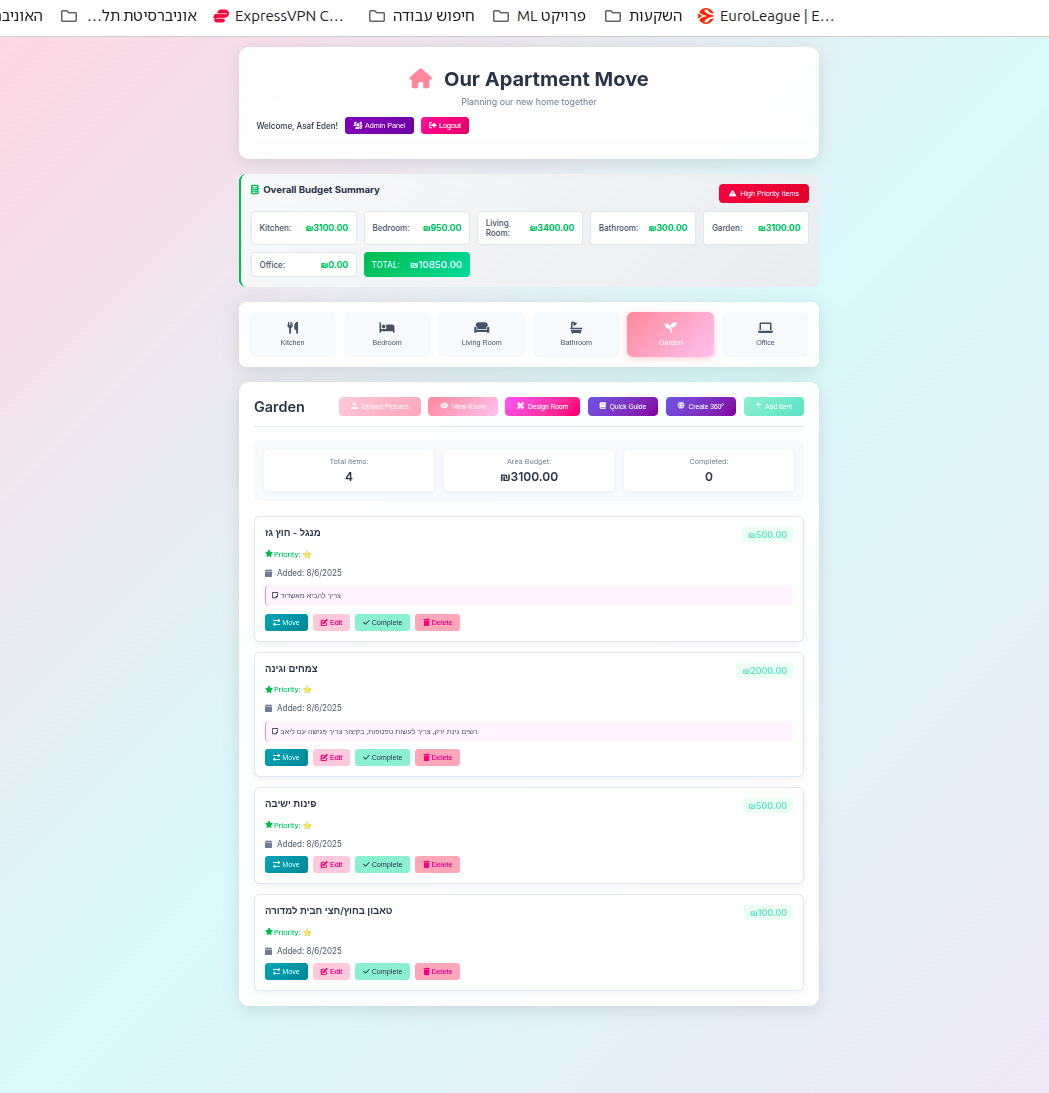 האוניב
אוניברסיטת תל...
ExpressVPN C...
חיפוש עבודה
פרויקט ML
השקעות
EuroLeague | E...
Our Apartment Move
Planning our new home together
Welcome, Asaf Eden! Admin Panel Logout
Overall Budget Summary
High Priority Items
Kitchen: ₪3100.00
Bedroom: ₪950.00
Living Room: ₪3400.00
Bathroom: ₪300.00
Garden: ₪3100.00
Office: ₪0.00
TOTAL: ₪10850.00
Kitchen
Bedroom
Living Room
Bathroom
Garden
Office
Garden
Upload Pictures
View Room
Design Room
Quick Guide
Create 360°
Add Item
Total Items:
4
Area Budget:
₪3100.00
Completed:
0
מנגל - חוץ גז
₪500.00
Priority: ⭐
Added: 8/6/2025
צריך להביא מאשדוד
Move Edit Complete Delete
צמחים וגינה
₪2000.00
Priority: ⭐
Added: 8/6/2025
רוצים גינת ירק, צריך לעשות טפטפות, בקיצור צריך פגישה עם ליאב
Move Edit Complete Delete
פינות ישיבה
₪500.00
Priority: ⭐
Added: 8/6/2025
Move Edit Complete Delete
טאבון בחוץ/חצי חבית למדורה
₪100.00
Priority: ⭐
Added: 8/6/2025
Move Edit Complete Delete